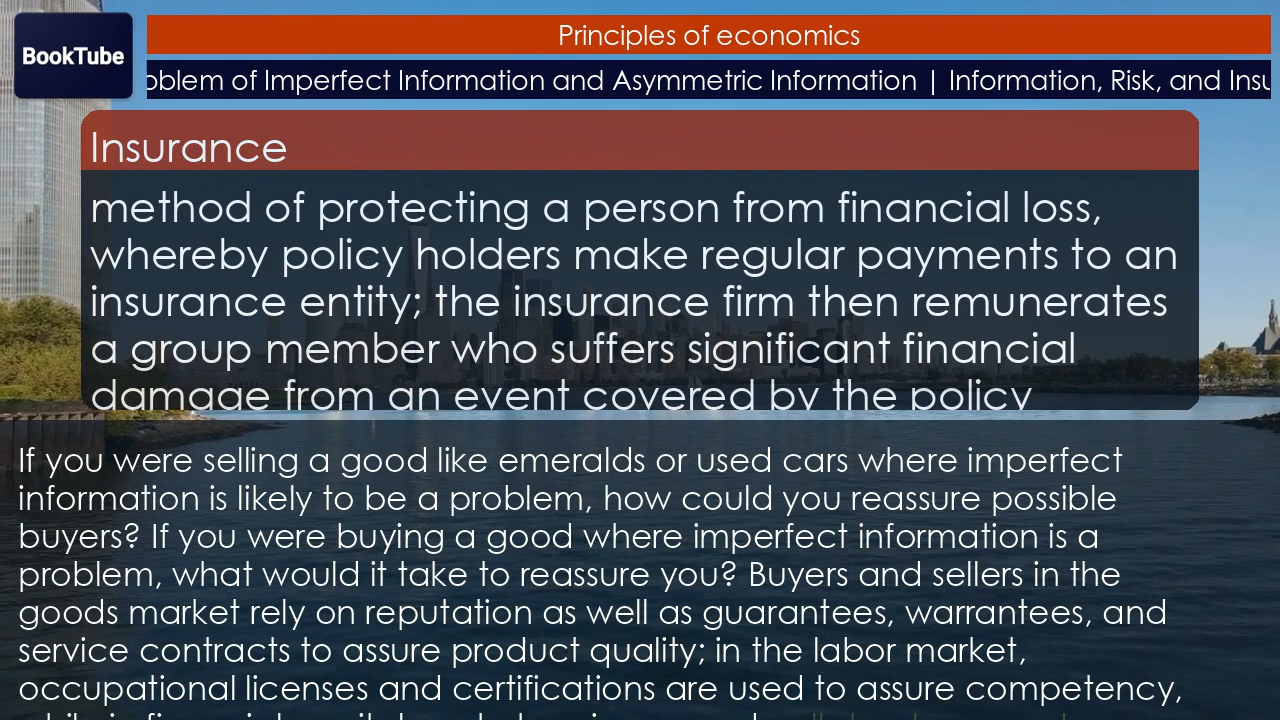 BookTube
Principles of economics
oblem of Imperfect Information and Asymmetric Information | Information, Risk, and Insu
Insurance
method of protecting a person from financial loss,
whereby policy holders make regular payments to an
insurance entity; the insurance firm then remunerates
a group member who suffers significant financial
damage from an event covered by the policy
If you were selling a good like emeralds or used cars where imperfect
information is likely to be a problem, how could you reassure possible
buyers? If you were buying a good where imperfect information is a
problem, what would it take to reassure you? Buyers and sellers in the
goods market rely on reputation as well as guarantees, warrantees, and
service contracts to assure product quality; in the labor market,
occupational licenses and certifications are used to assure competency,